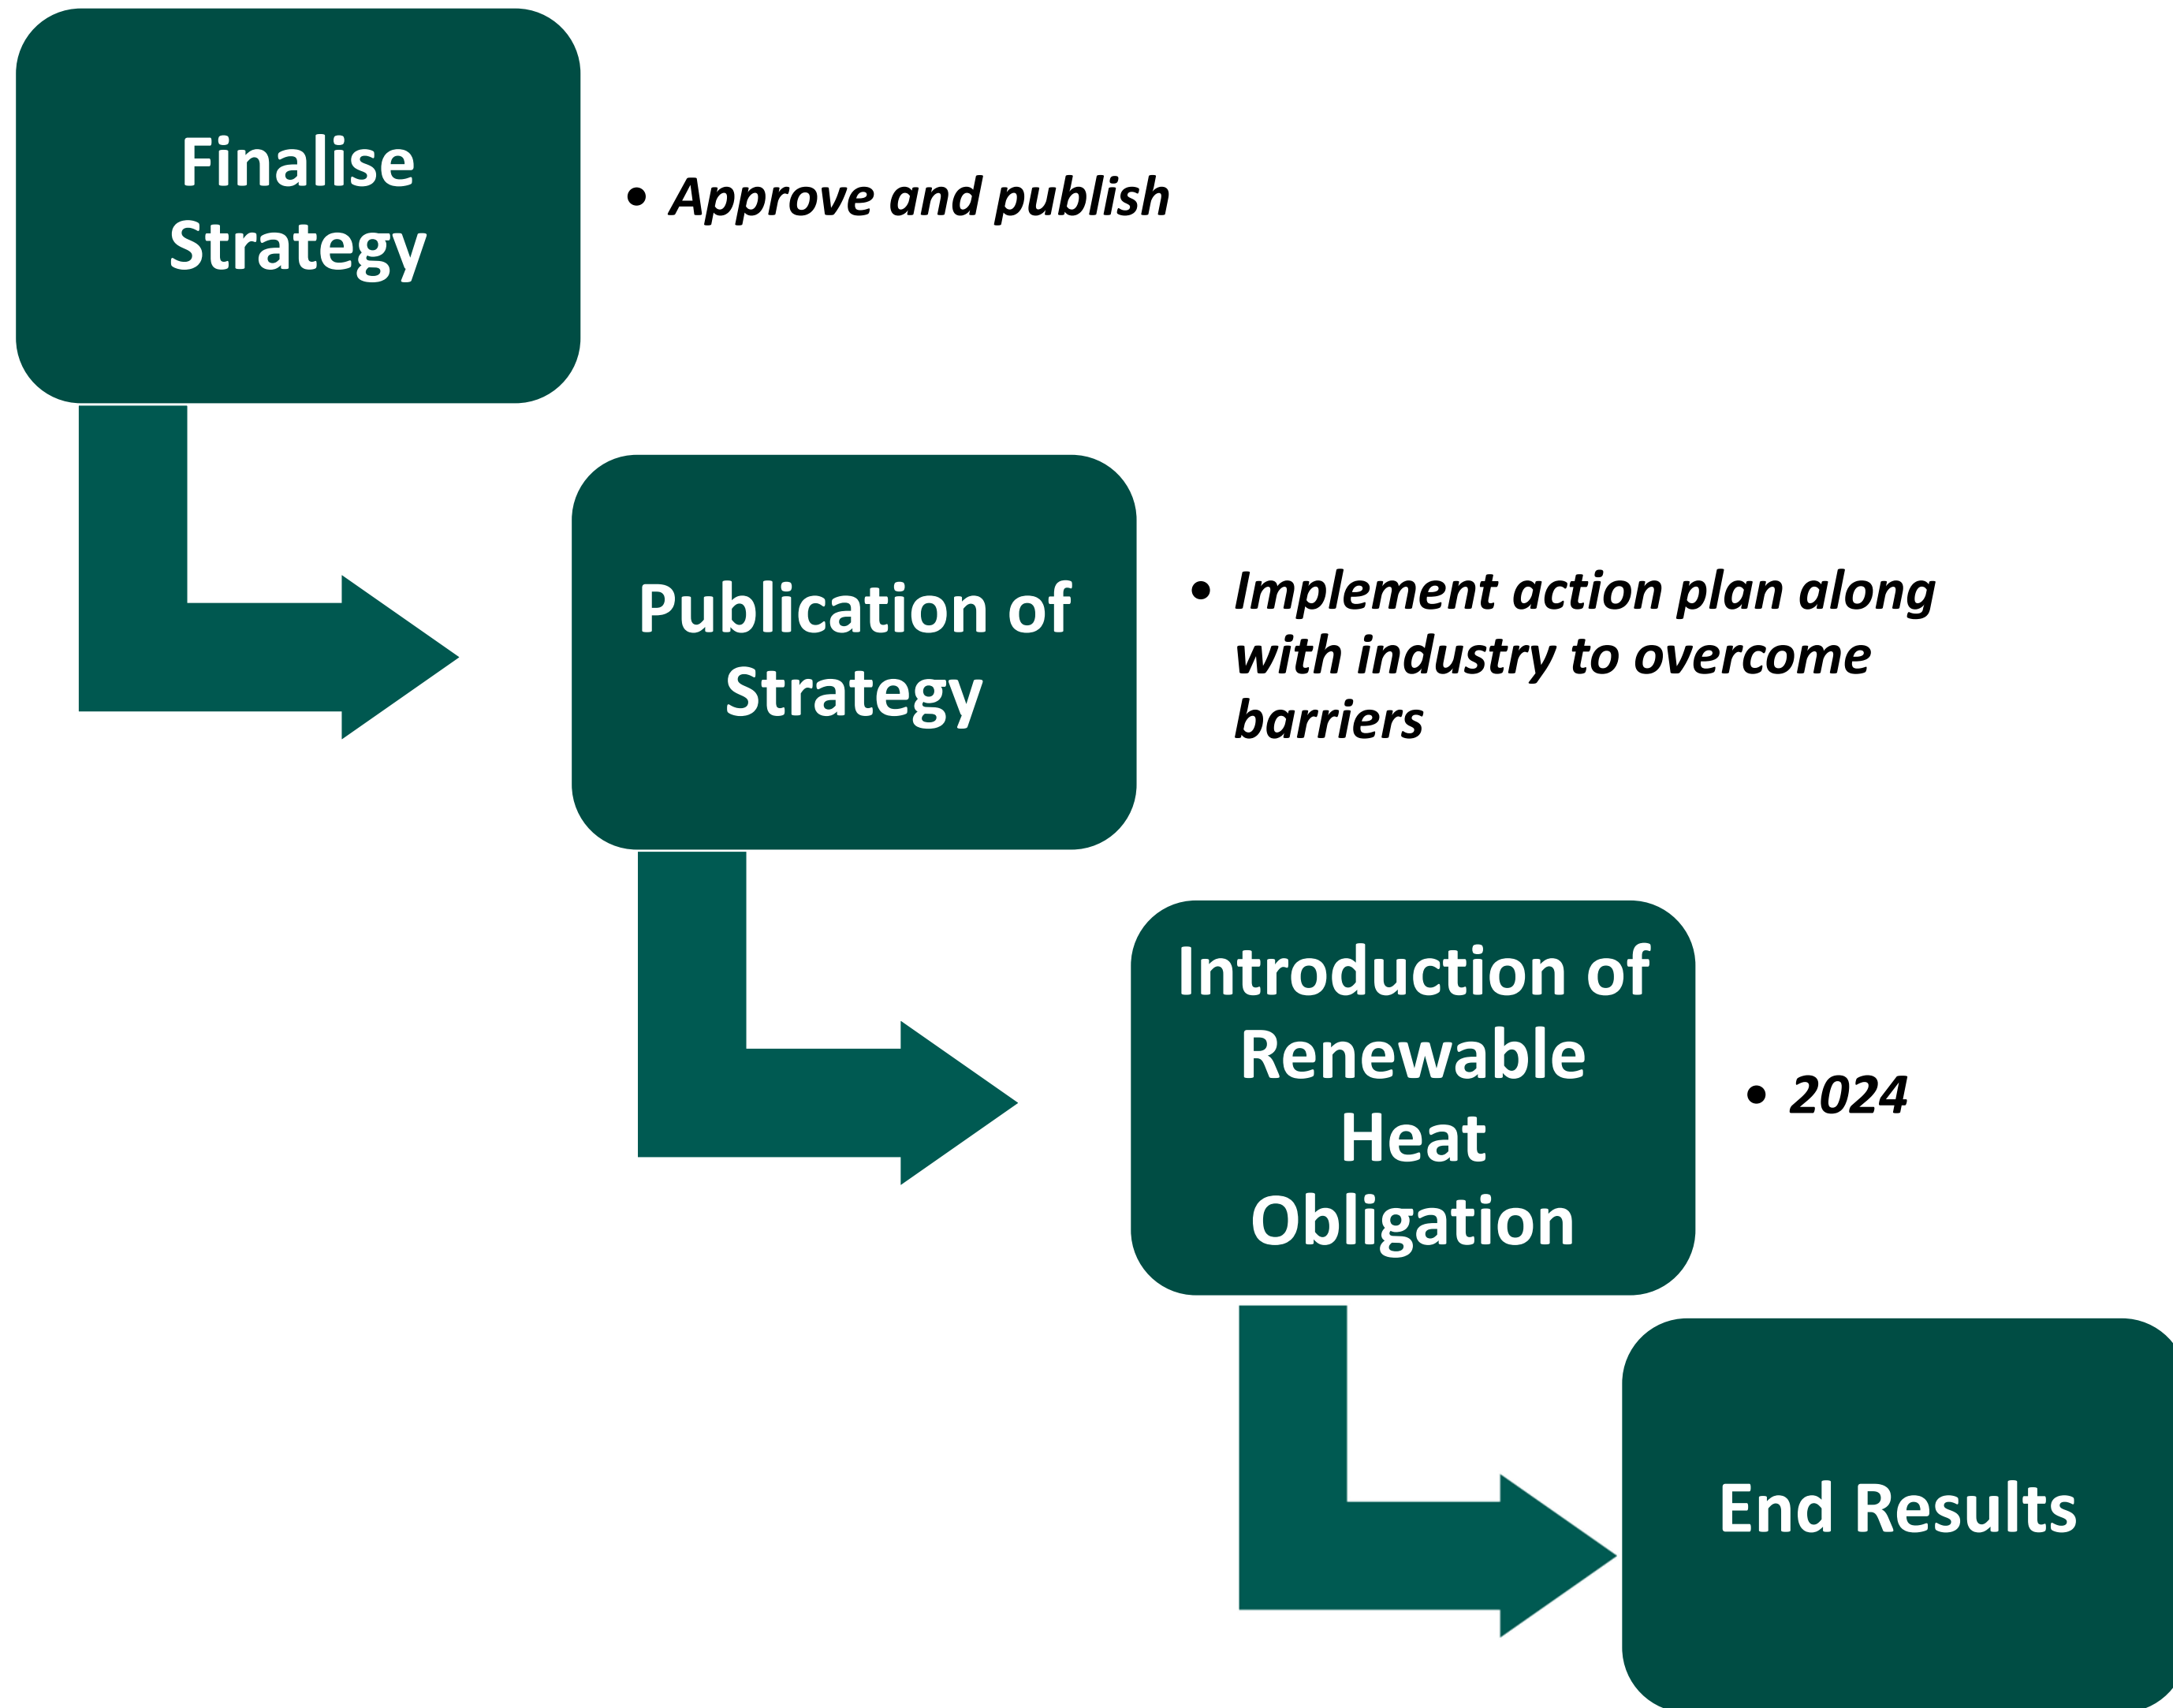 Finalise
Strategy
• Approve and publish
Publication of
Strategy
• Implement action plan along
with industry to overcome
barriers
Introduction of
Renewable
Heat
Obligation
• 2024
End Results